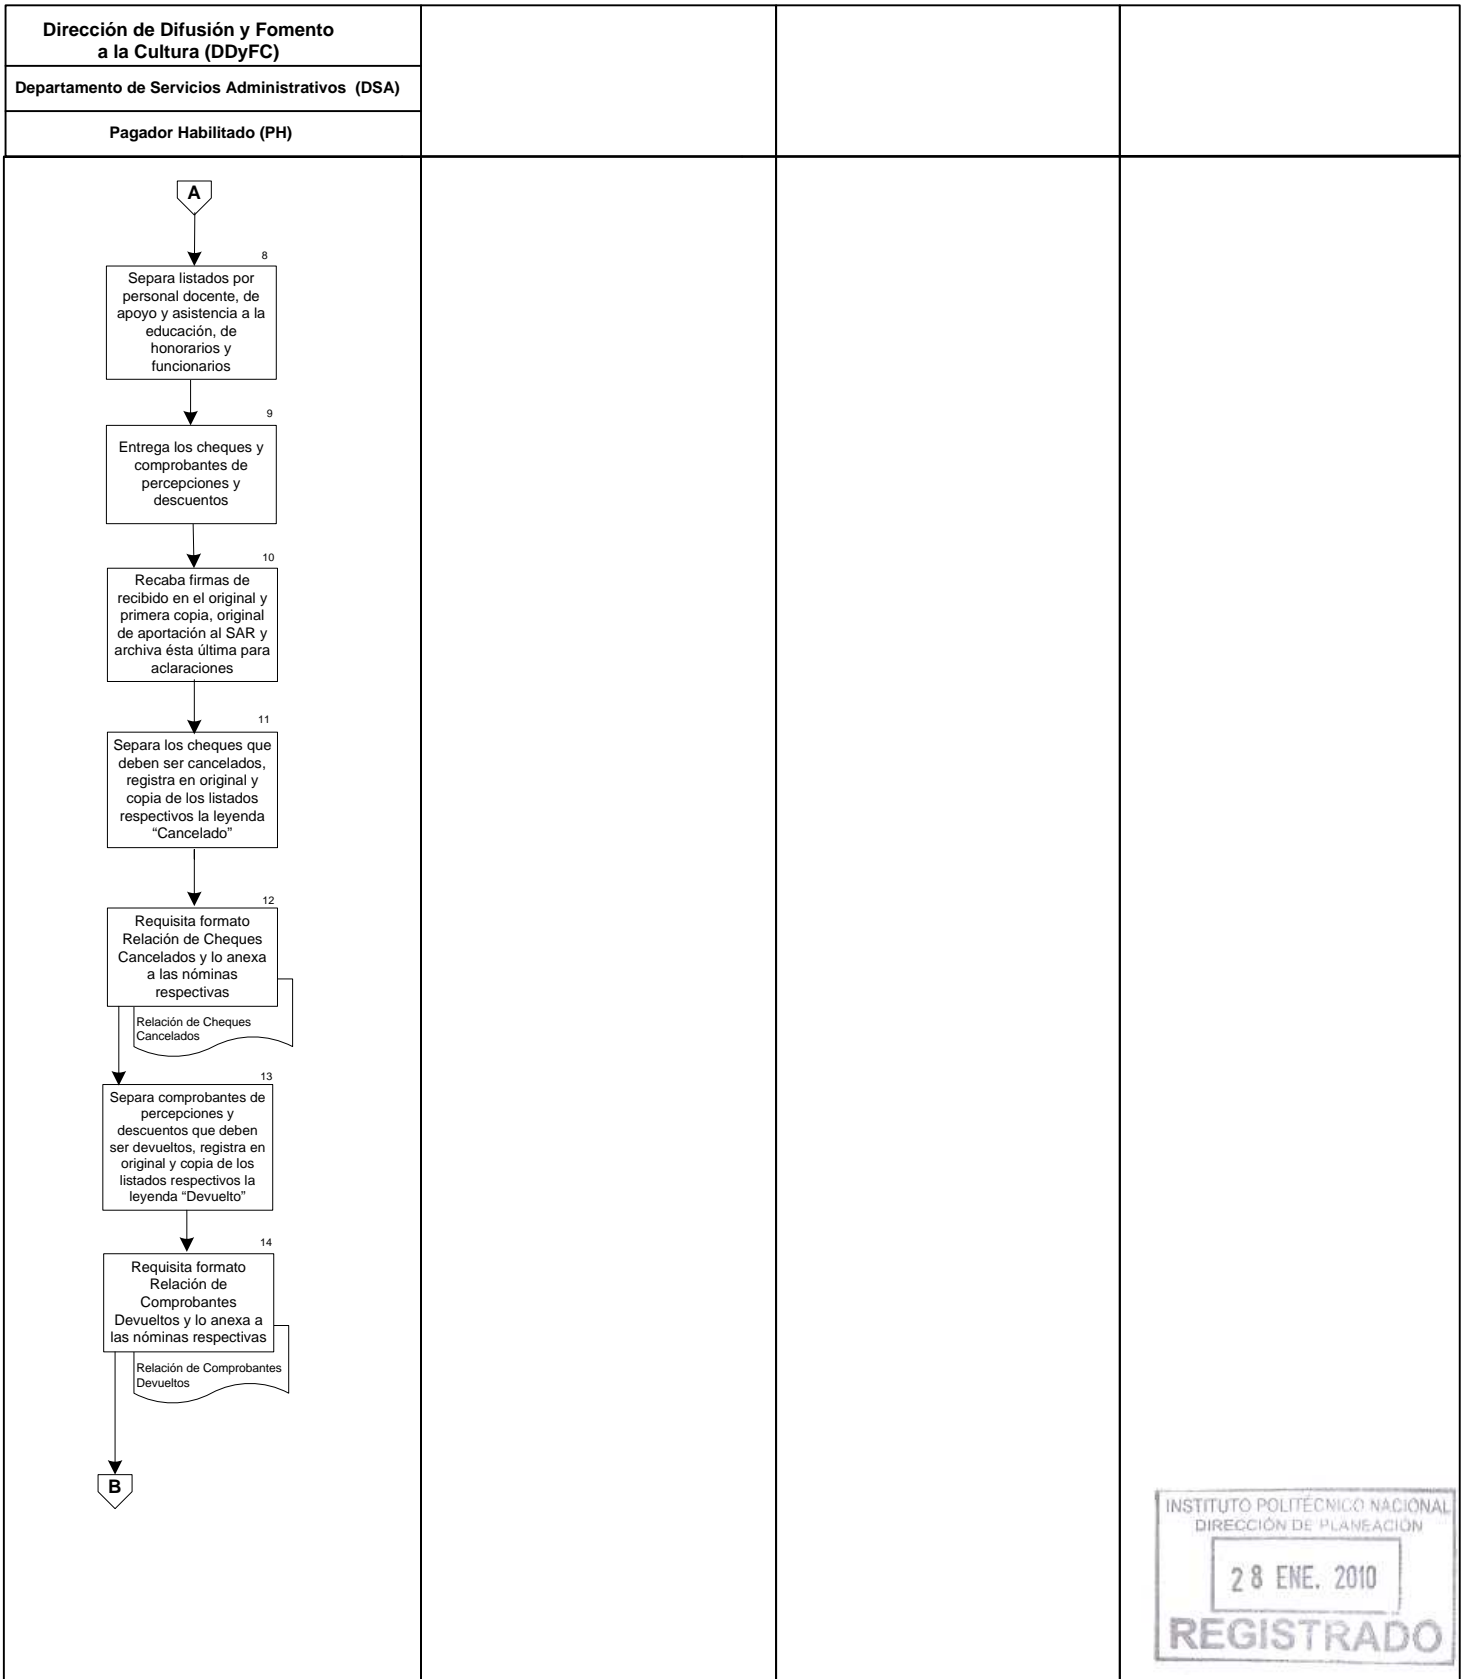 Dirección de Difusión y Fomento
a la Cultura (DDyFC)
Departamento de Servicios Administrativos (DSA)
Pagador Habilitado (PH)
A
8
Separa listados por
personal docente, de
apoyo y asistencia a la
educación, de
honorarios y
funcionarios
9
Entrega los cheques y
comprobantes de
percepciones y
descuentos
10
Recaba firmas de
recibido en el original y
primera copia, original
de aportación al SAR y
archiva ésta última para
aclaraciones
11
Separa los cheques que
deben ser cancelados,
registra en original y
copia de los listados
respectivos la leyenda
“Cancelado”
12
Requisita formato
Relación de Cheques
Cancelados y lo anexa
a las nóminas
respectivas
Relación de Cheques
Cancelados
13
Separa comprobantes de
percepciones y
descuentos que deben
ser devueltos, registra en
original y copia de los
listados respectivos la
leyenda “Devuelto”
14
Requisita formato
Relación de
Comprobantes
Devueltos y lo anexa a
las nóminas respectivas
Relación de Comprobantes
Devueltos
B
INSTITUTO POLITÉCNICO NACIONAL
DIRECCIÓN DE PLANEACIÓN
28 ENE. 2010
REGISTRADO